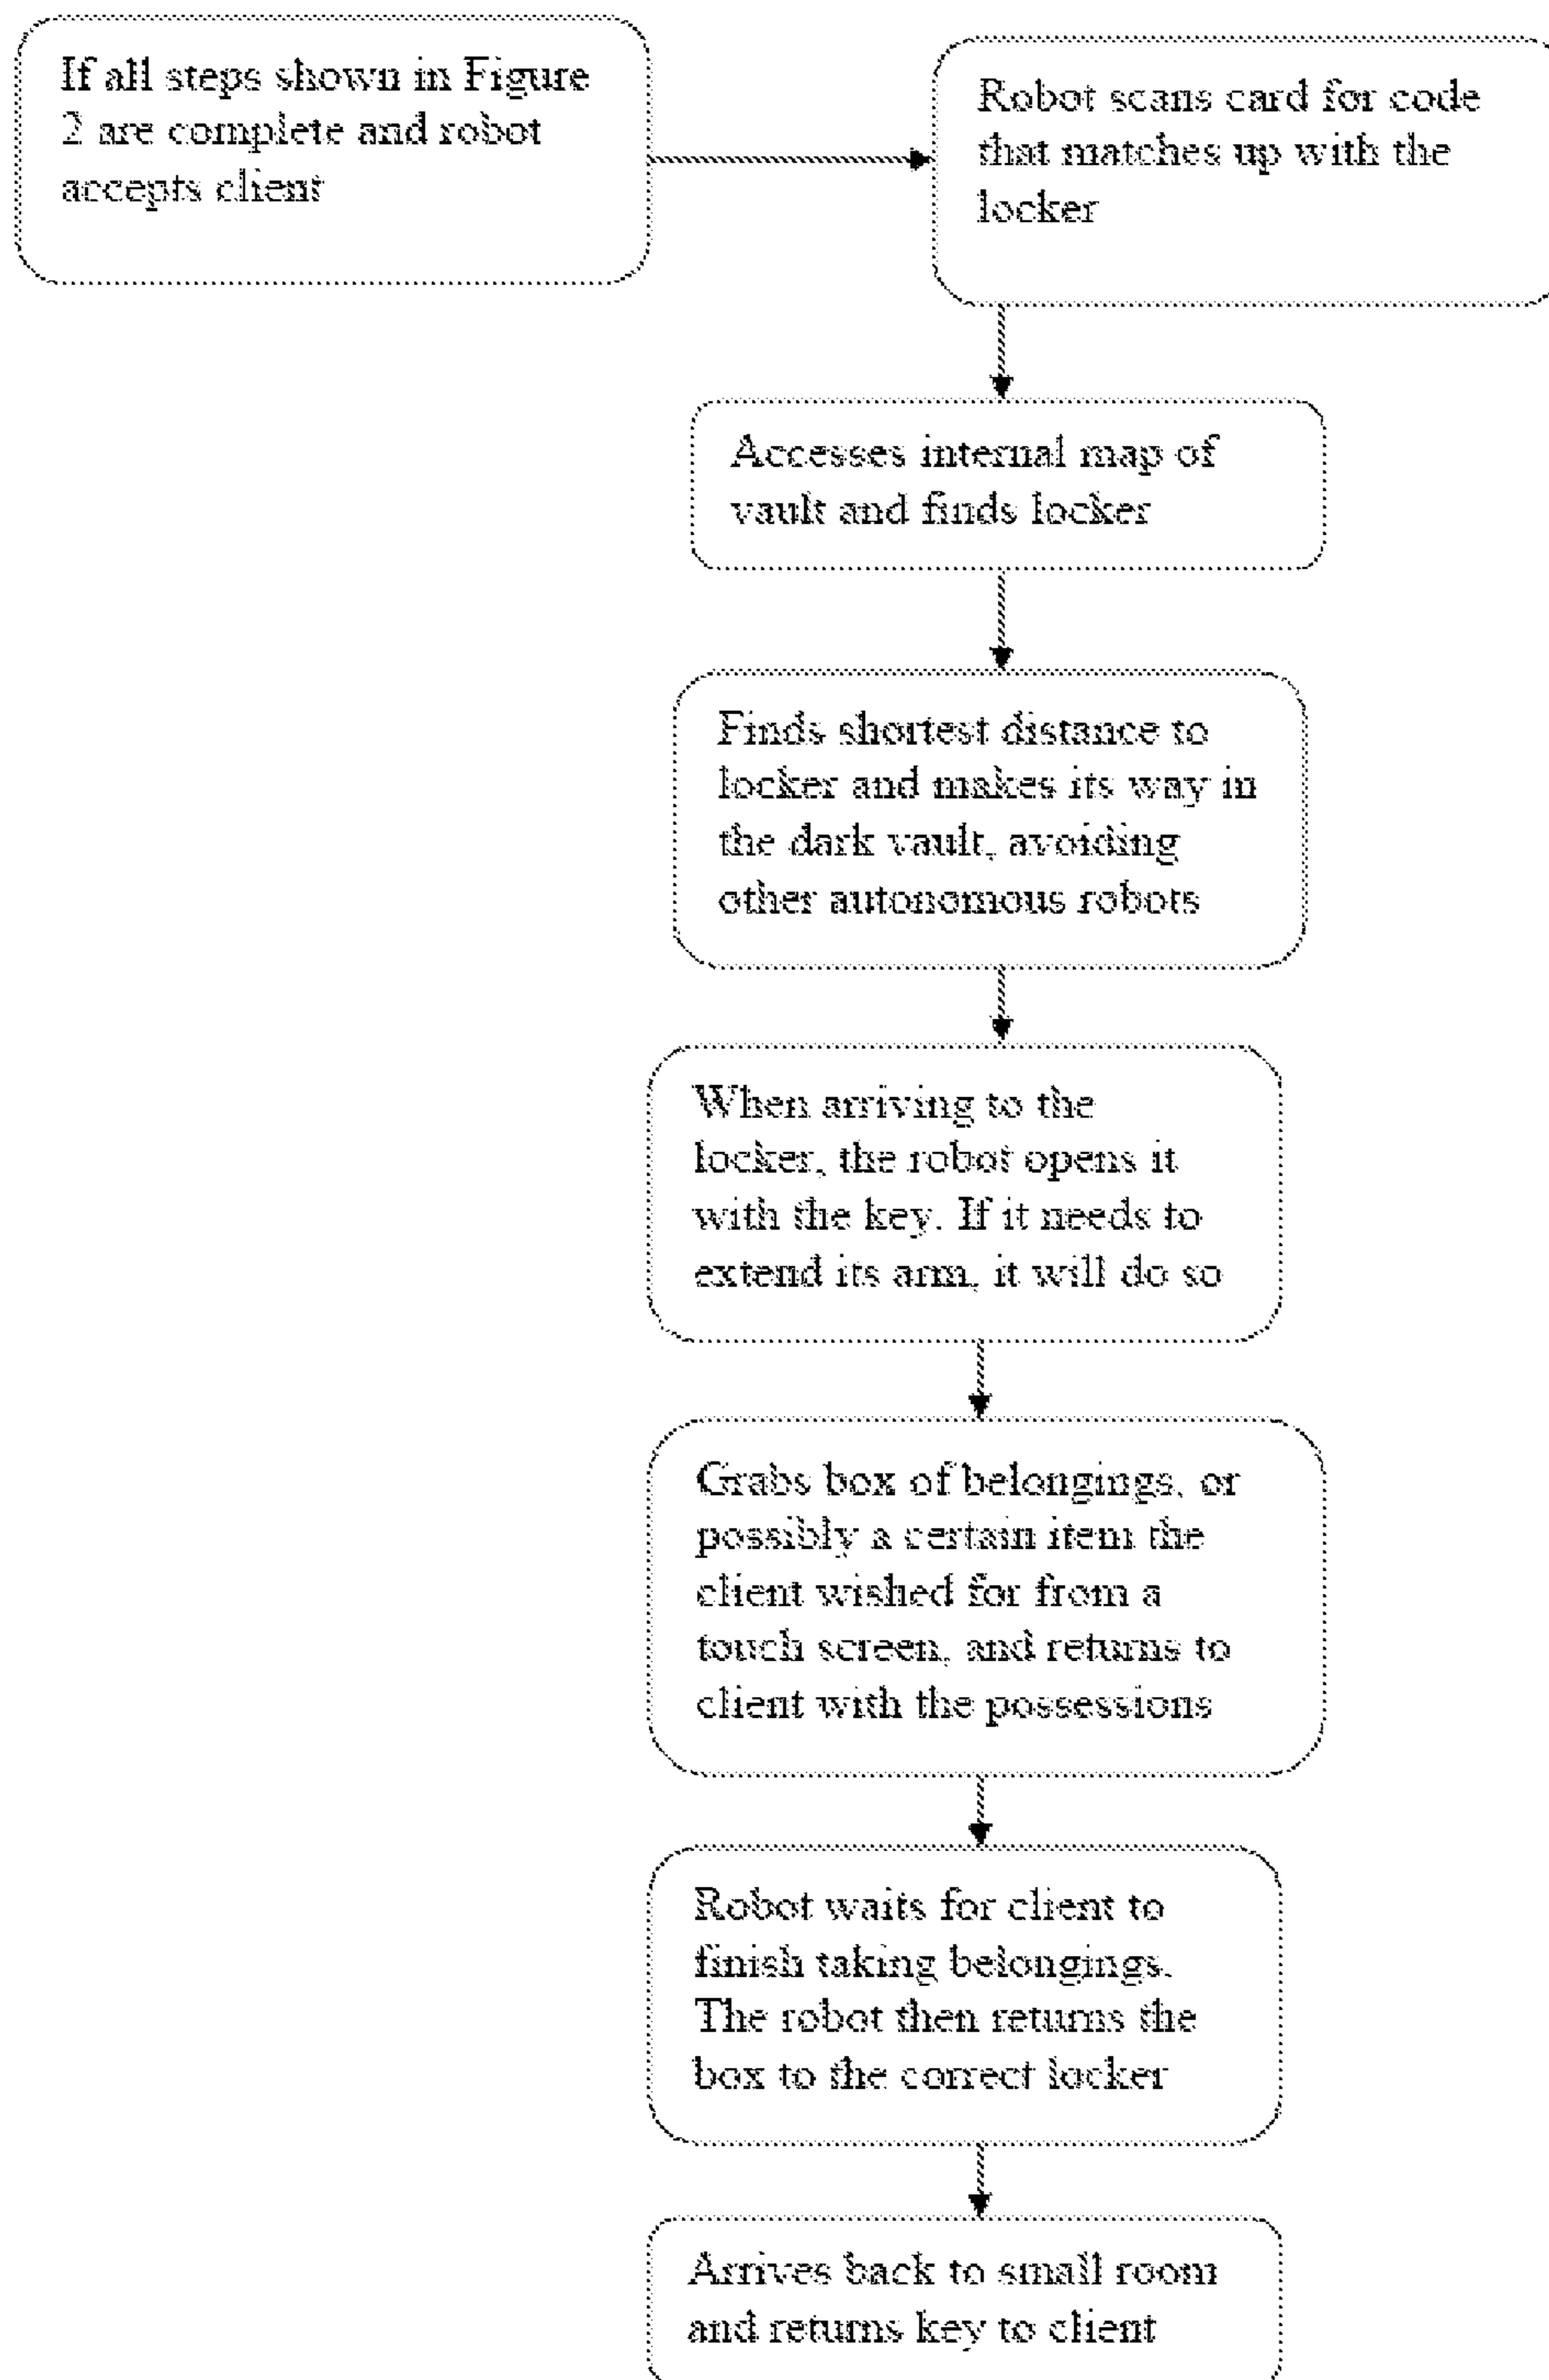 If all steps shown in Figure
2 are complete and robot
accepts client
Robot scans card for code
that matches up with the
locker
Accesses internal map of
vault and finds locker
Finds shortest distance to
locker and makes its way in
the dark vault, avoiding
other autonomous robots
When arriving to the
locker, the robot opens it
with the key. If it needs to
extend its arm, it will do so
Grabs box of belongings, or
possibly a certain item the
client wished for from a
touch screen, and returns to
client with the possessions
Robot waits for client to
finish taking belongings.
The robot then returns the
box to the correct locker
Arrives back to small room
and returns key to client